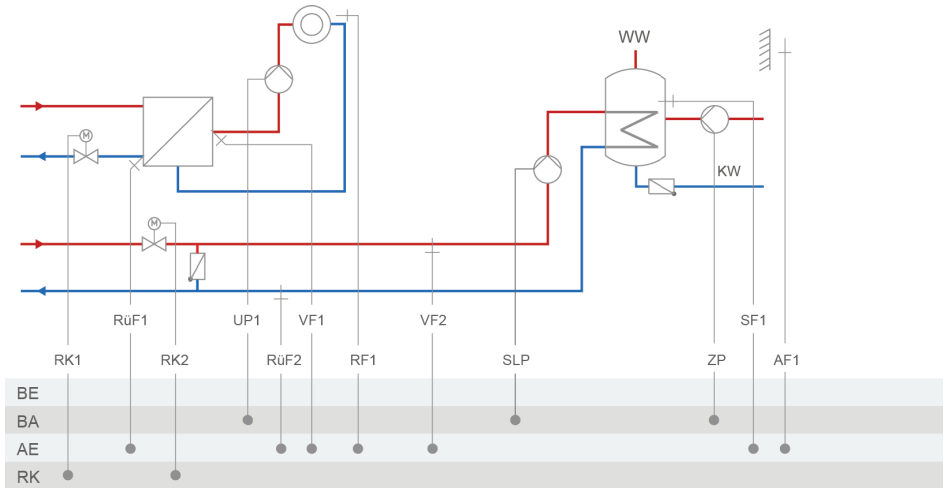 WW
M
KW
M
RüF1 UP1 VF1 VF2 SF1
RK1 RK2 RüF2 RF1 SLP ZP AF1
BE
BA
AE
RK